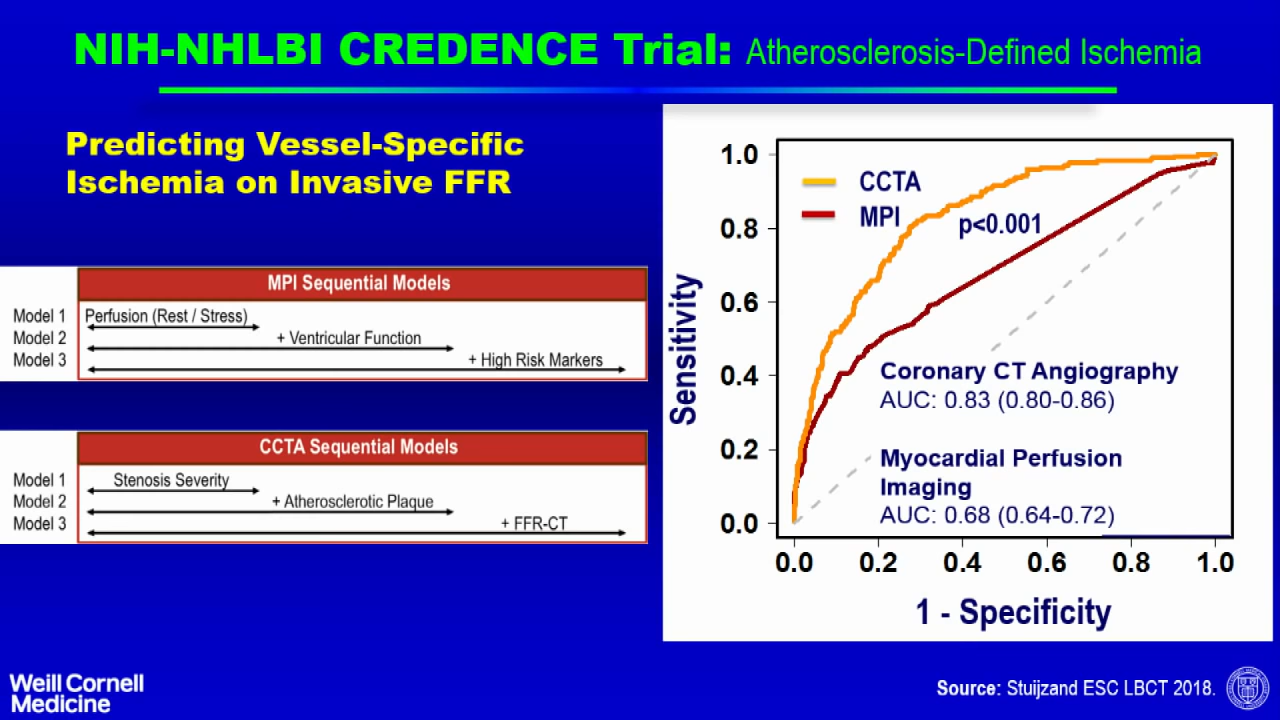 NIH-NHLBI CREDENCE Trial: Atherosclerosis-Defined Ischemia
Predicting Vessel-Specific
Ischemia on Invasive FFR
MPI Sequential Models
Model 1 Perfusion (Rest / Stress)
Model 2 + Ventricular Function
Model 3 + High Risk Markers
CCTA Sequential Models
Model 1 Stenosis Severity
Model 2 + Atherosclerotic Plaque
Model 3 + FFR-CT
Sensitivity
1.0
0.8
0.6
0.4
0.2
0.0
CCTA
MPI
p<0.001
Coronary CT Angiography
AUC: 0.83 (0.80-0.86)
Myocardial Perfusion
Imaging
AUC: 0.68 (0.64-0.72)
0.0 0.2 0.4 0.6 0.8 1.0
1 - Specificity
Weill Cornell
Medicine
Source: Stuijzand ESC LBCT 2018.